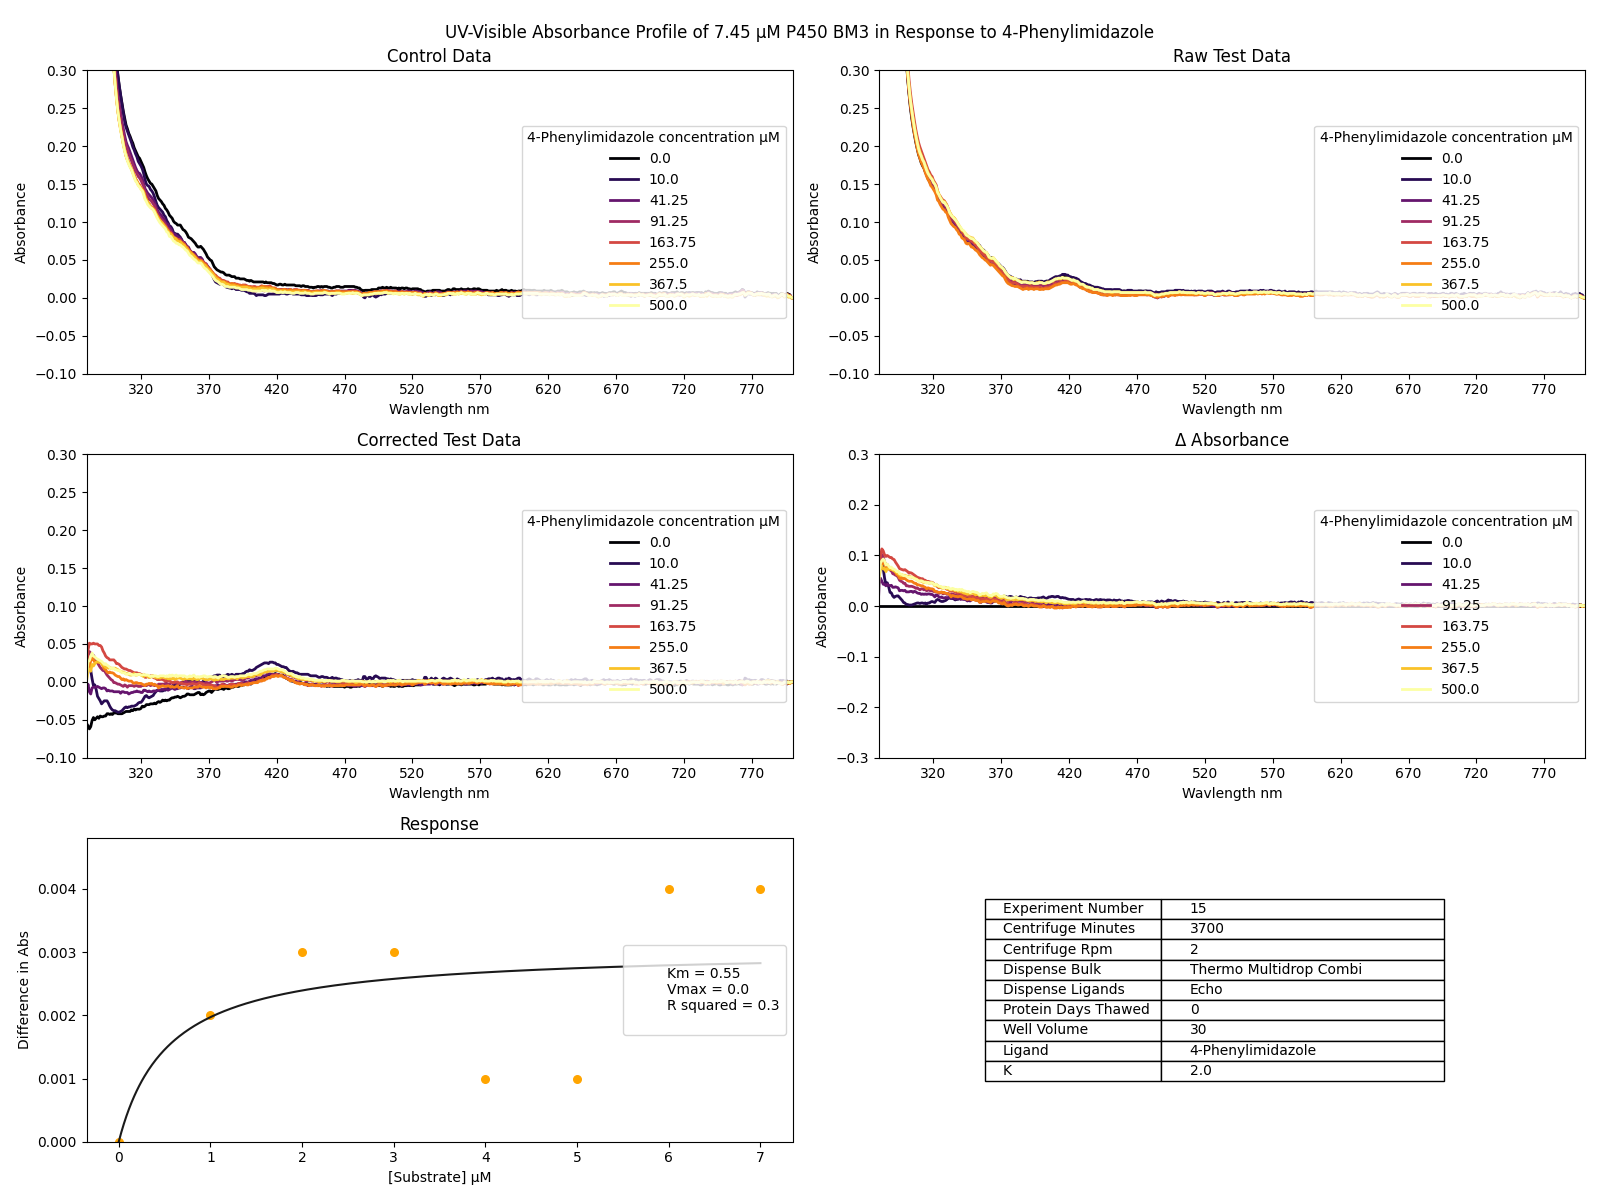 UV-Visible Absorbance Profile of 7.45 μM P450 BM3 in Response to 4-Phenylimidazole
Control Data
0.30
0.25
0.20
0.15
0.10
0.05
0.00
−0.05
−0.10
Absorbance
4-Phenylimidazole concentration μM
0.0
10.0
41.25
91.25
163.75
255.0
367.5
500.0
320 370 420 470 520 570 620 670 720 770
Wavlength nm
Raw Test Data
0.30
0.25
0.20
0.15
0.10
0.05
0.00
−0.05
−0.10
Absorbance
4-Phenylimidazole concentration μM
0.0
10.0
41.25
91.25
163.75
255.0
367.5
500.0
320 370 420 470 520 570 620 670 720 770
Wavlength nm
Corrected Test Data
0.30
0.25
0.20
0.15
0.10
0.05
0.00
−0.05
−0.10
Absorbance
4-Phenylimidazole concentration μM
0.0
10.0
41.25
91.25
163.75
255.0
367.5
500.0
320 370 420 470 520 570 620 670 720 770
Wavlength nm
Δ Absorbance
0.3
0.2
0.1
0.0
−0.1
−0.2
−0.3
Absorbance
4-Phenylimidazole concentration μM
0.0
10.0
41.25
91.25
163.75
255.0
367.5
500.0
320 370 420 470 520 570 620 670 720 770
Wavlength nm
Response
0.004
0.003
0.002
0.001
0.000
Difference in Abs
Km = 0.55
Vmax = 0.0
R squared = 0.3
0 1 2 3 4 5 6 7
[Substrate] μM
Experiment Number 15
Centrifuge Minutes 3700
Centrifuge Rpm 2
Dispense Bulk Thermo Multidrop Combi
Dispense Ligands Echo
Protein Days Thawed 0
Well Volume 30
Ligand 4-Phenylimidazole
K 2.0